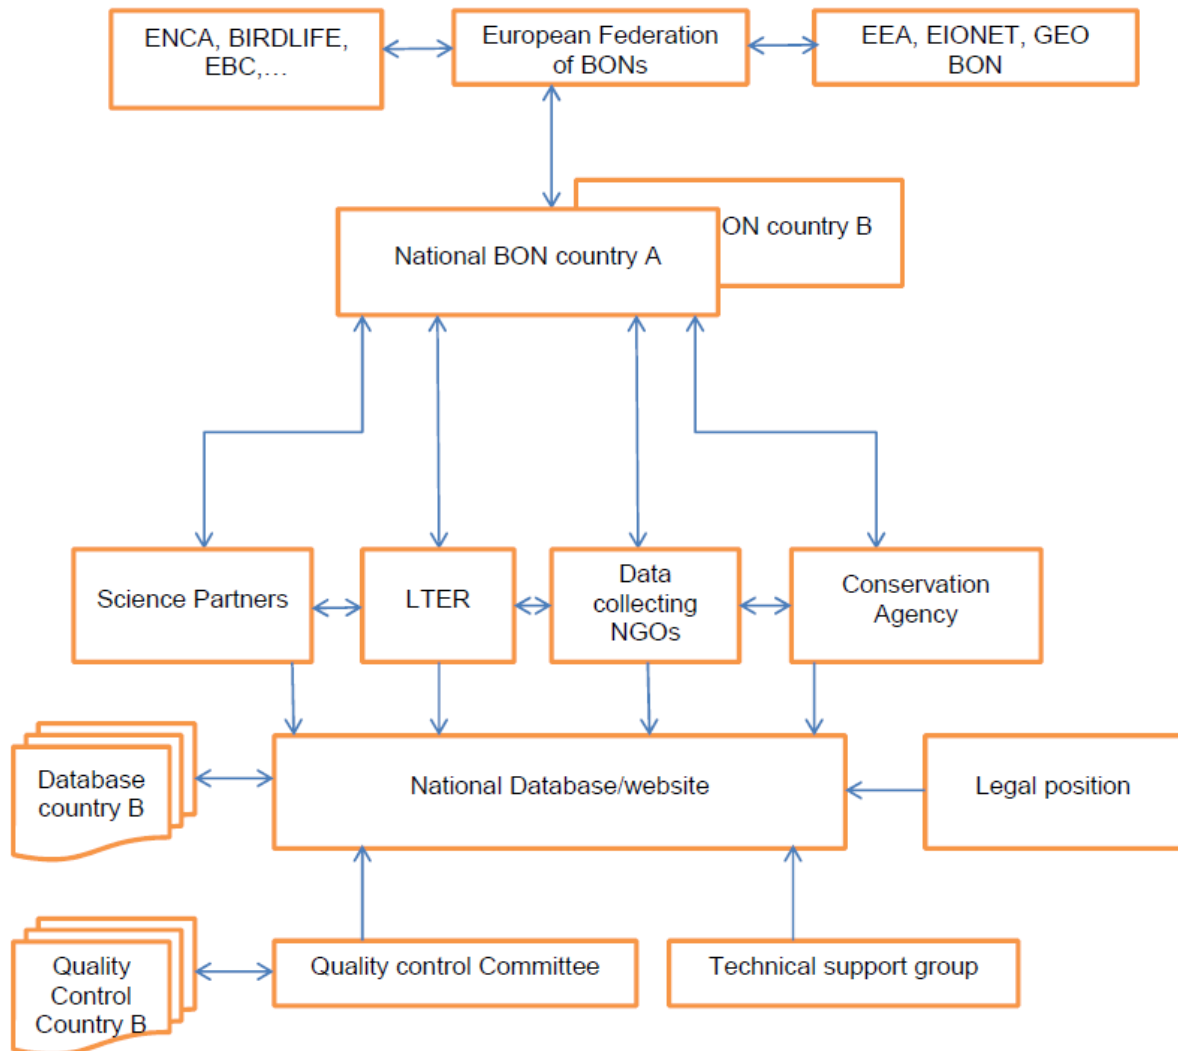 ENCA, BIRDLIFE,
EBC,…
European Federation
of BONs
EEA, EIONET, GEO
BON
ON country B
National BON country A
Science Partners
LTER
Data
collecting
NGOs
Conservation
Agency
Database
country B
National Database/website
Legal position
Quality
Control
Country B
Quality control Committee
Technical support group